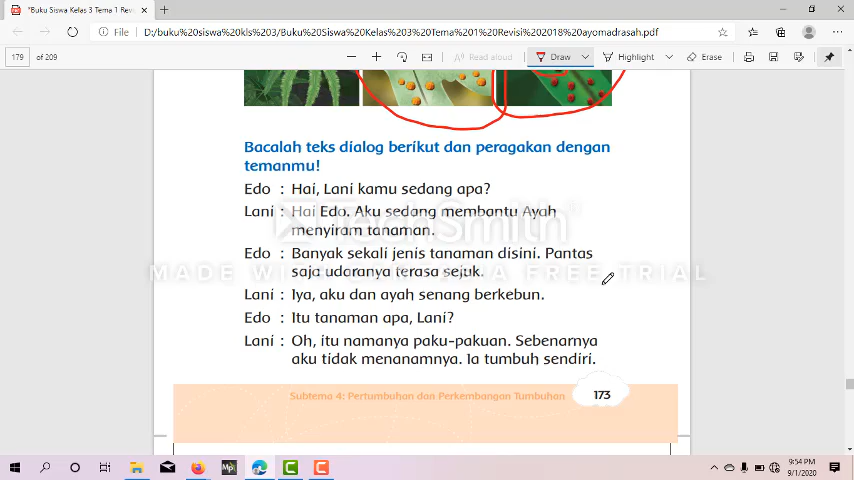 *Buku Siswa Kelas 3 Tema 1 Revi
File D:/buku%20siswa%20kls%203/Buku%20Siswa%20Kelas%203%20Tema%201%20Revisi%202018%20ayomadrasah.pdf
179 of 209 Read aloud Draw Highlight Erase
Bacalah teks dialog berikut dan peragakan dengan
temanmu!
Edo : Hai, Lani kamu sedang apa?
Lani : Hai Edo. Aku sedang membantu Ayah
menyiram tanaman.
TechSmith®
Edo : Banyak sekali jenis tanaman disini. Pantas
saja udaranya terasa sejuk.
MADE WITH A FREE TRIAL
Lani : Iya, aku dan ayah senang berkebun.
Edo : Itu tanaman apa, Lani?
Lani : Oh, itu namanya paku-pakuan. Sebenarnya
aku tidak menanamnya. Ia tumbuh sendiri.
Subtema 4: Pertumbuhan dan Perkembangan Tumbuhan 173
Mp
9:54 PM
9/1/2020